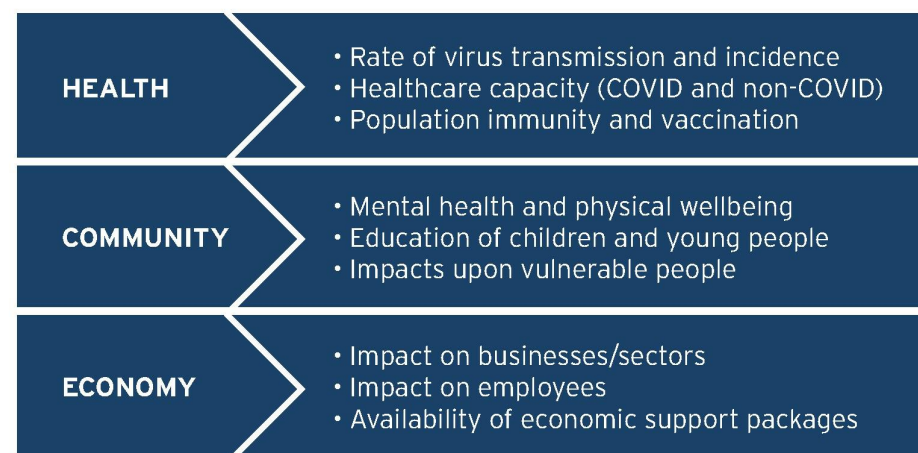 HEALTH
• Rate of virus transmission and incidence
• Healthcare capacity (COVID and non-COVID)
• Population immunity and vaccination
COMMUNITY
• Mental health and physical wellbeing
• Education of children and young people
• Impacts upon vulnerable people
ECONOMY
• Impact on businesses/sectors
• Impact on employees
• Availability of economic support packages